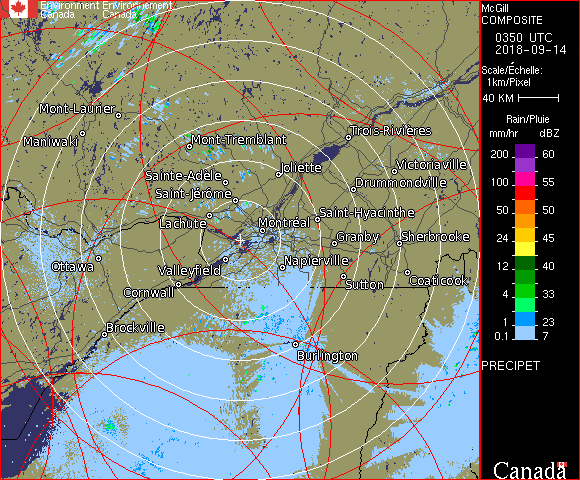 Environment Environnement
Canada Canada
McGill
COMPOSITE
0350 UTC
2018-09-14
Scale/Échelle:
1km/Pixel
40 KM
Rain/Pluie
mm/hr dBZ
200 60
150 57
100 55
50 50
24 45
12 40
4 33
1 23
0.1 7
PRECIPET
Mont-Laurier
Maniwaki
Mont-Tremblant
Trois-Rivières
Joliette
Victoriaville
Sainte-Adèle
Drummondville
Saint-Jérôme
Lachute
Saint-Hyacinthe
Montréal
Granby
Sherbrooke
Ottawa
Valleyfield
Napierville
Cornwall
Sutton
Coaticook
Brockville
Burlington
Canada